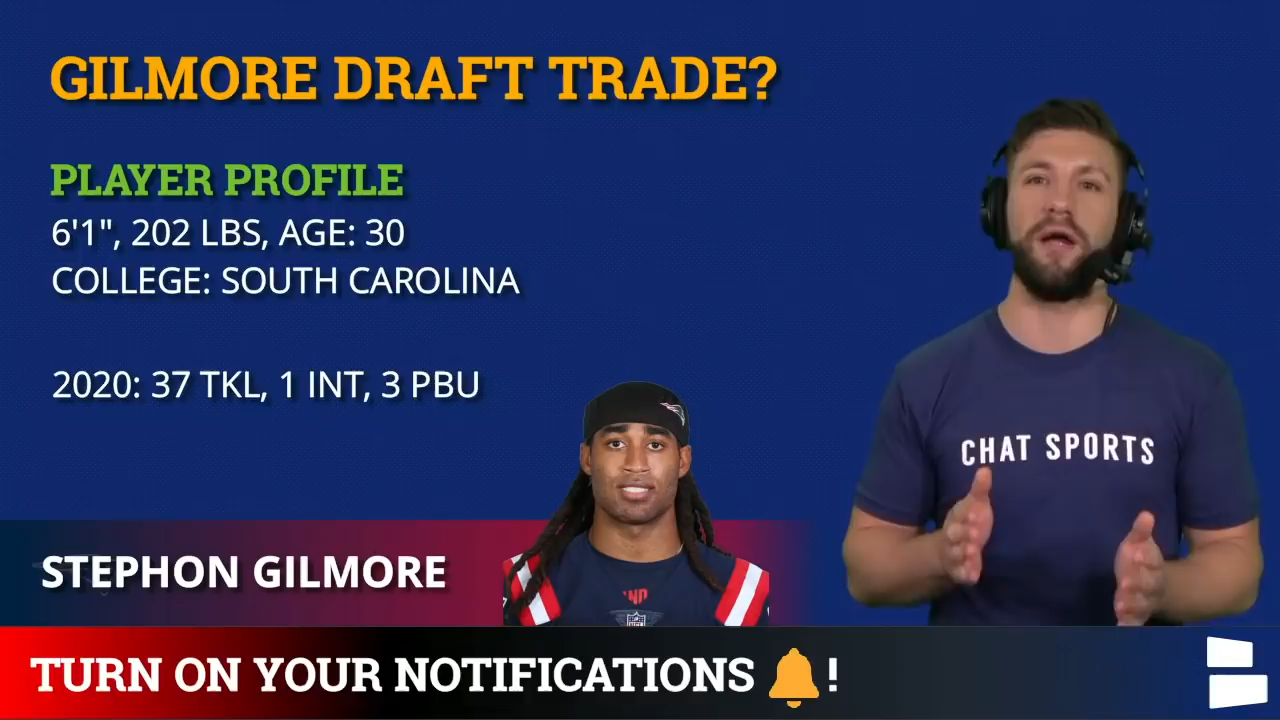 GILMORE DRAFT TRADE?
PLAYER PROFILE
6'1", 202 LBS, AGE: 30
COLLEGE: SOUTH CAROLINA
2020: 37 TKL, 1 INT, 3 PBU
CHAT SPORTS
STEPHON GILMORE
TURN ON YOUR NOTIFICATIONS !